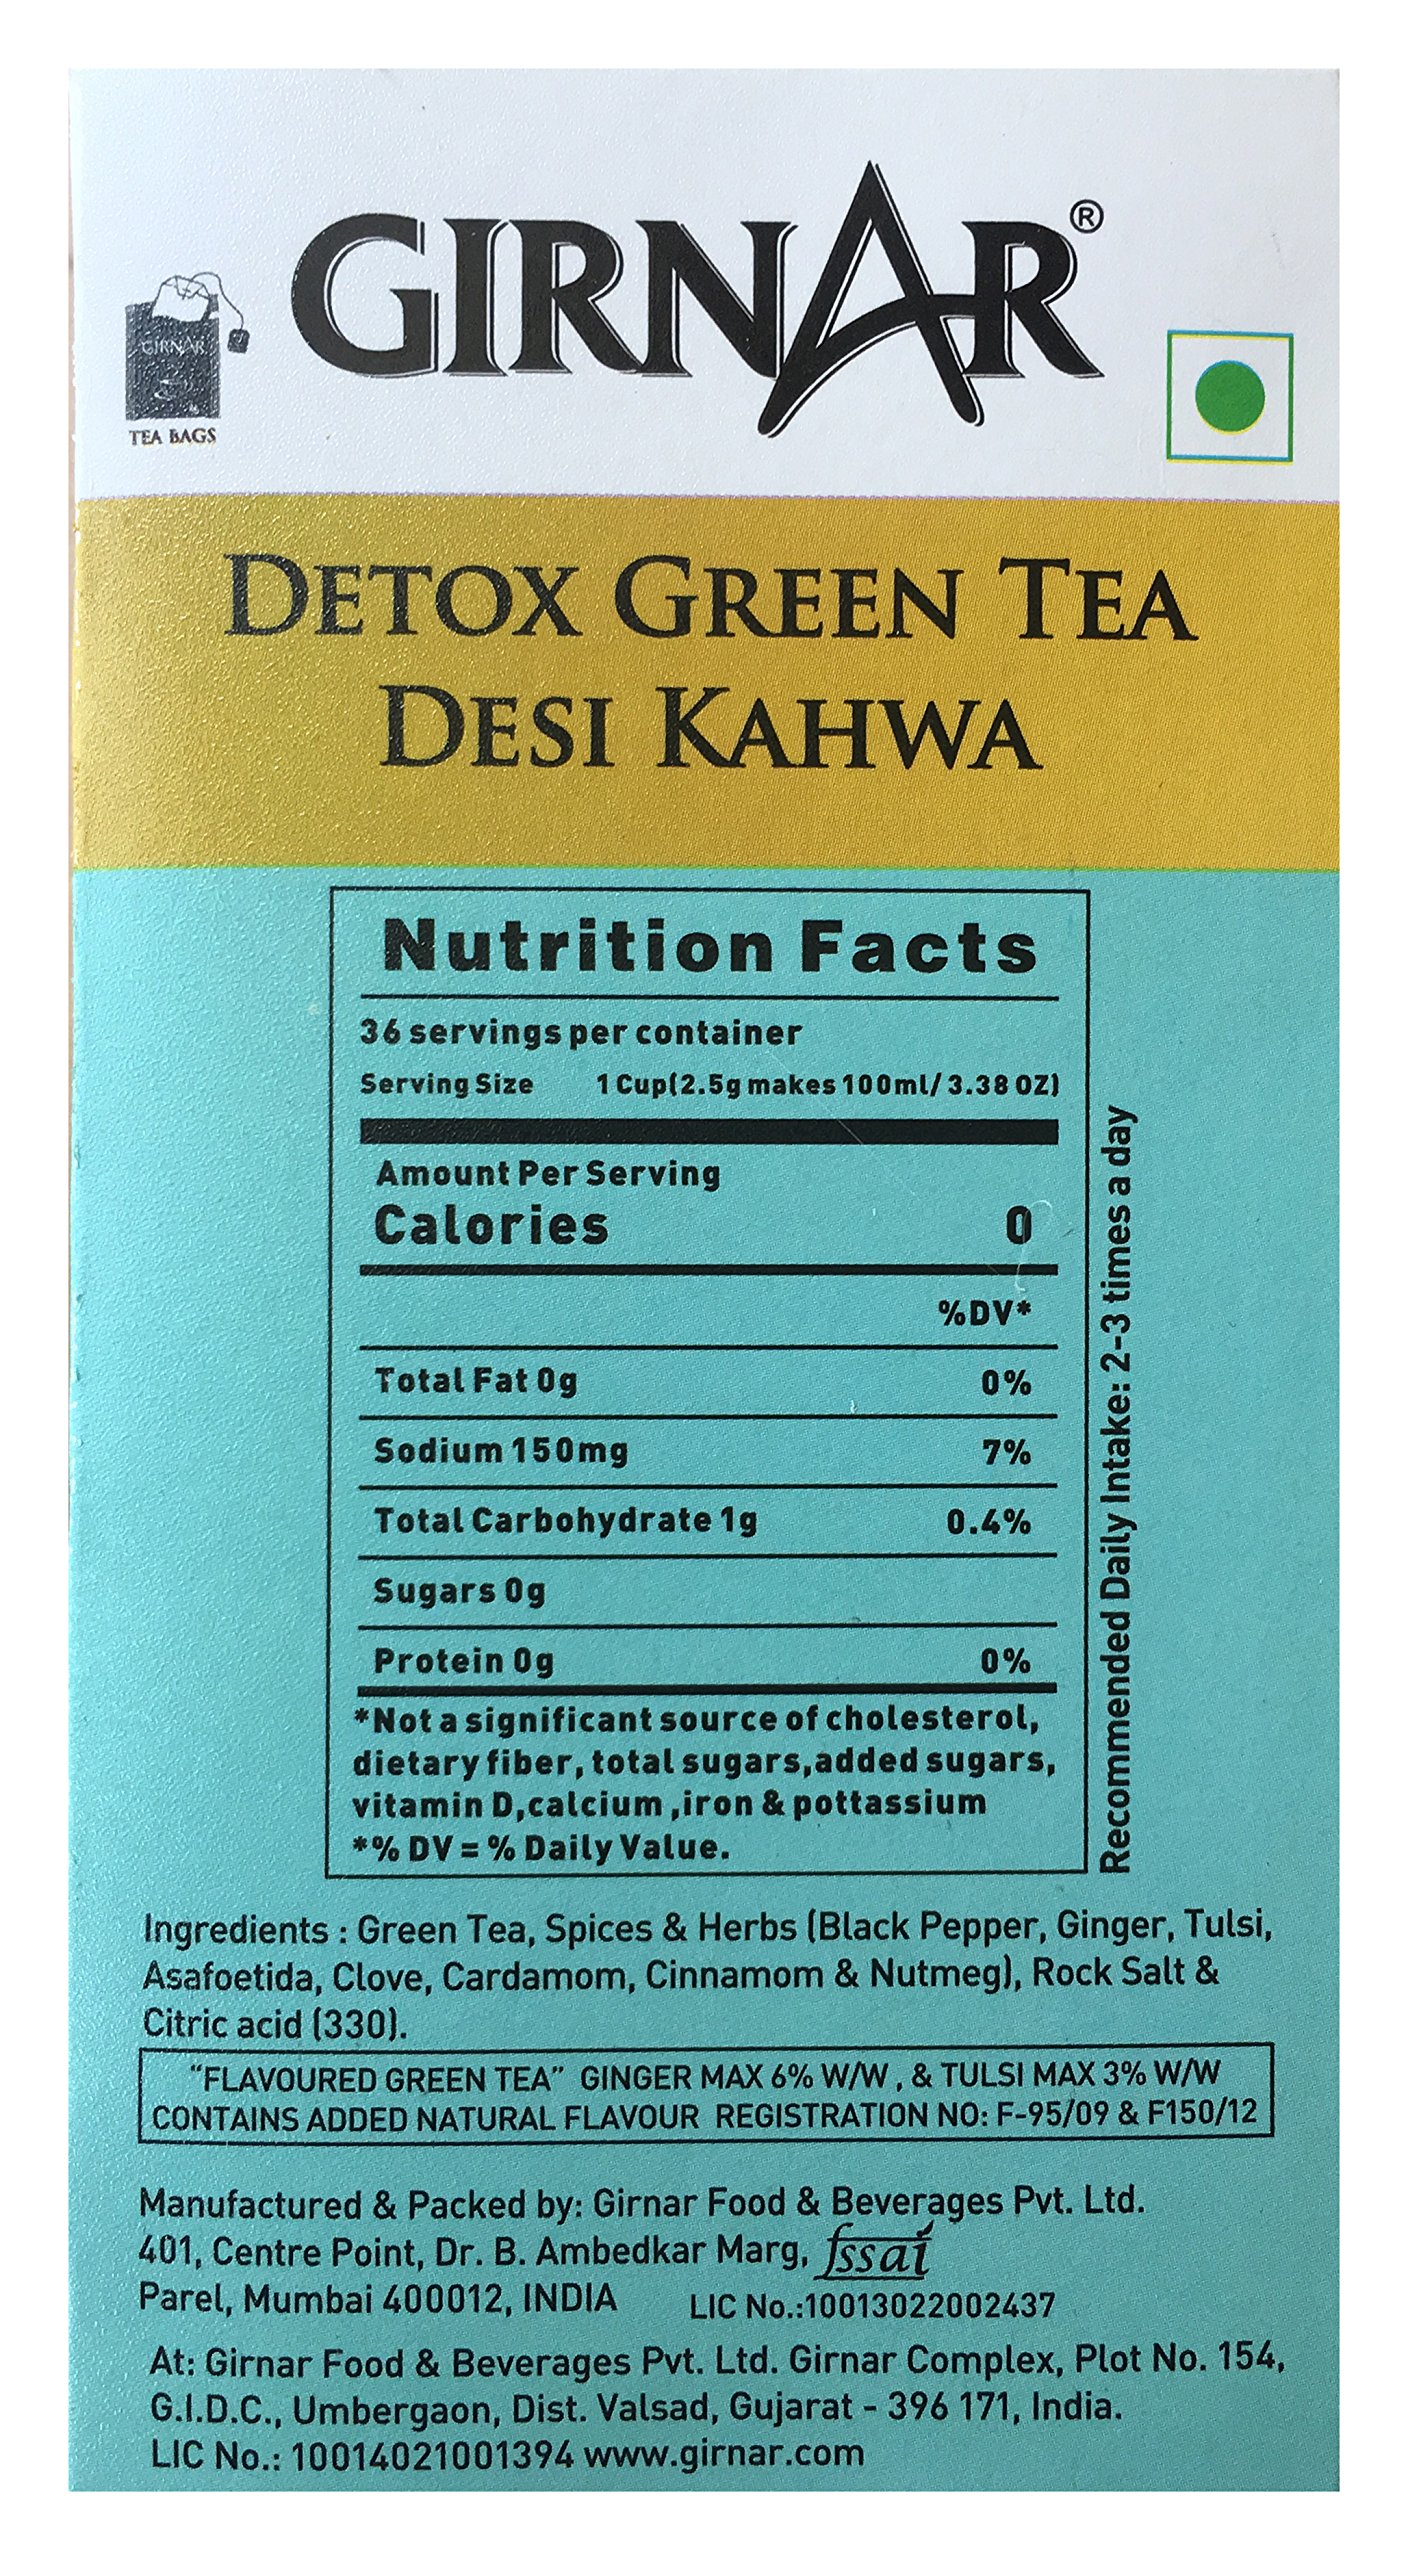 GIRNAR®
GIRNAR
TEA BAGS
DETOX GREEN TEA
DESI KAHWA
Nutrition Facts
36 servings per container
Serving Size 1 Cup(2.5g makes 100ml/ 3.38 OZ)
Amount Per Serving
Calories 0
%DV*
Total Fat 0g 0%
Sodium 150mg 7%
Total Carbohydrate 1g 0.4%
Sugars 0g
Protein 0g 0%
*Not a significant source of cholesterol,
dietary fiber, total sugars,added sugars,
vitamin D,calcium ,iron & pottassium
*% DV = % Daily Value.
Recommended Daily Intake: 2-3 times a day
Ingredients : Green Tea, Spices & Herbs (Black Pepper, Ginger, Tulsi,
Asafoetida, Clove, Cardamom, Cinnamom & Nutmeg), Rock Salt &
Citric acid (330).
"FLAVOURED GREEN TEA" GINGER MAX 6% W/W , & TULSI MAX 3% W/W
CONTAINS ADDED NATURAL FLAVOUR REGISTRATION NO: F-95/09 & F150/12
Manufactured & Packed by: Girnar Food & Beverages Pvt. Ltd.
401, Centre Point, Dr. B. Ambedkar Marg, fssai
Parel, Mumbai 400012, INDIA LIC No.:10013022002437
At: Girnar Food & Beverages Pvt. Ltd. Girnar Complex, Plot No. 154,
G.I.D.C., Umbergaon, Dist. Valsad, Gujarat - 396 171, India.
LIC No.: 10014021001394 www.girnar.com